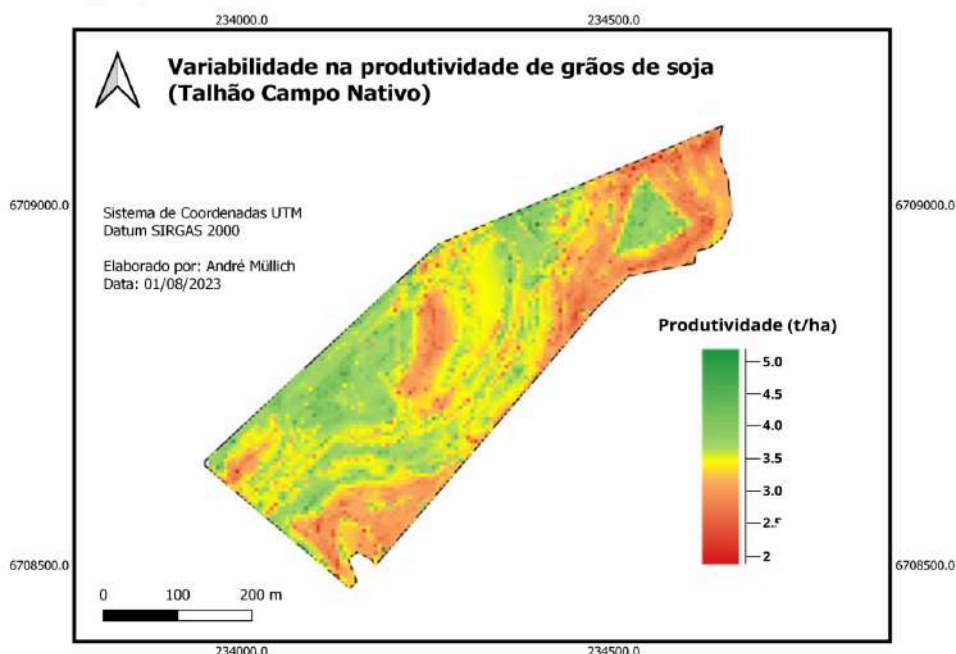 234000.0 234500.0
Variabilidade na produtividade de grãos de soja
(Talhão Campo Nativo)
6709000.0 6709000.0
Sistema de Coordenadas UTM
Datum SIRGAS 2000
Elaborado por: André Müllich
Data: 01/08/2023
Produtividade (t/ha)
5.0
4.5
4.0
3.5
3.0
2.5
2
6708500.0 6708500.0
0 100 200 m
234000.0 234500.0